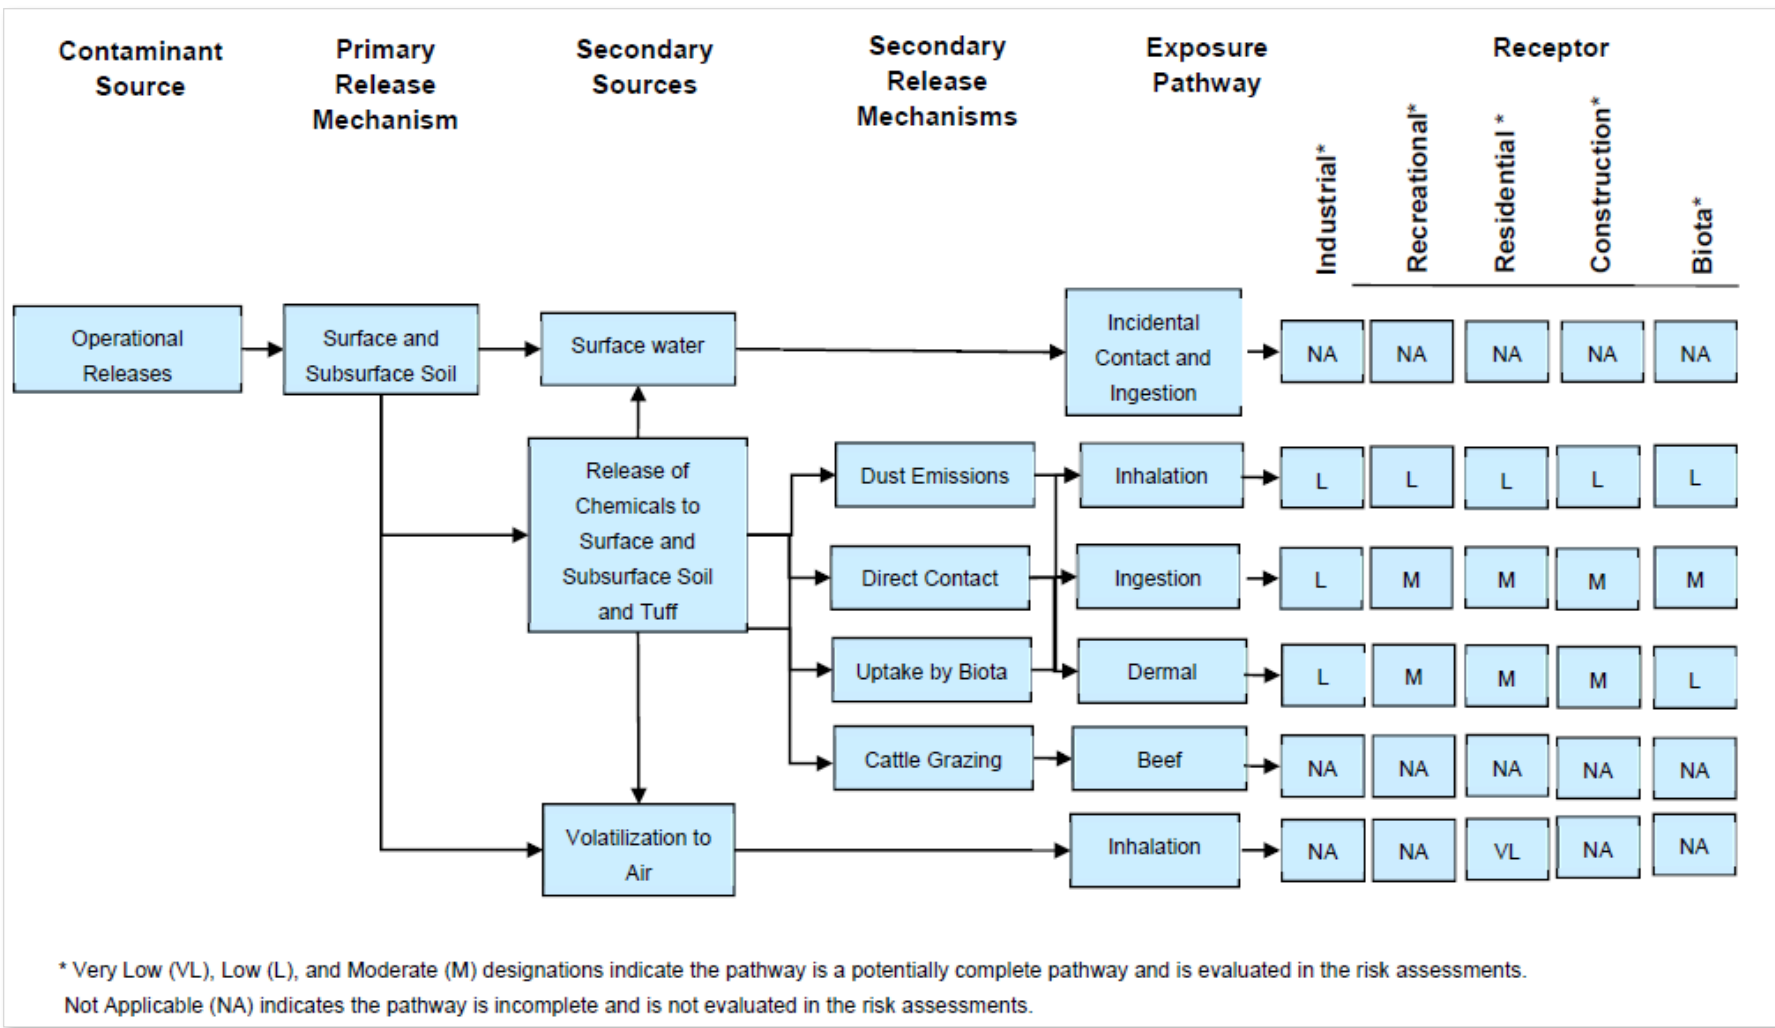 Contaminant
Source
Primary
Release
Mechanism
Secondary
Sources
Secondary
Release
Mechanisms
Exposure
Pathway
Receptor
Industrial*
Recreational*
Residential *
Construction*
Biota*
Operational
Releases
Surface and
Subsurface Soil
Surface water
Incidental
Contact and
Ingestion
NA
NA
NA
NA
NA
Release of
Chemicals to
Surface and
Subsurface Soil
and Tuff
Dust Emissions
Inhalation
L
L
L
L
L
Direct Contact
Ingestion
L
M
M
M
M
Uptake by Biota
Dermal
L
M
M
M
L
Cattle Grazing
Beef
NA
NA
NA
NA
NA
Volatilization to
Air
Inhalation
NA
NA
VL
NA
NA
* Very Low (VL), Low (L), and Moderate (M) designations indicate the pathway is a potentially complete pathway and is evaluated in the risk assessments.
Not Applicable (NA) indicates the pathway is incomplete and is not evaluated in the risk assessments.